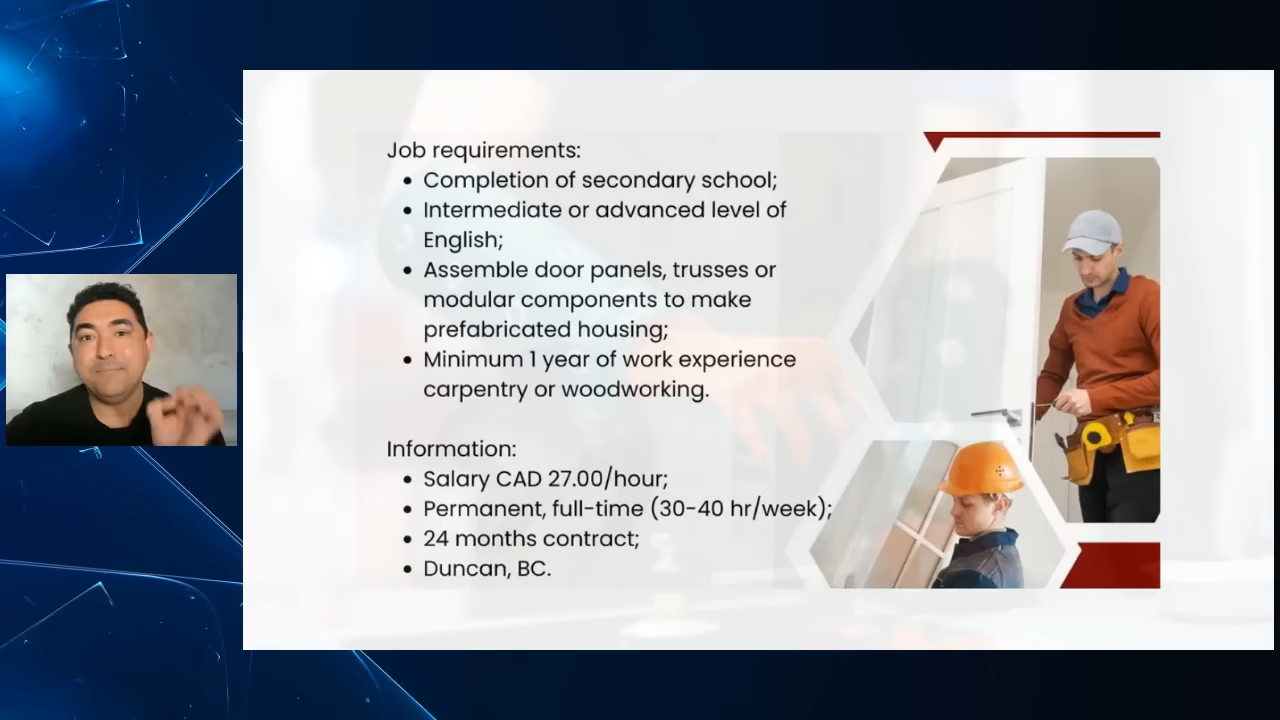 Job requirements:
• Completion of secondary school;
• Intermediate or advanced level of
English;
• Assemble door panels, trusses or
modular components to make
prefabricated housing;
• Minimum 1 year of work experience
carpentry or woodworking.
Information:
• Salary CAD 27.00/hour;
• Permanent, full-time (30-40 hr/week);
• 24 months contract;
• Duncan, BC.